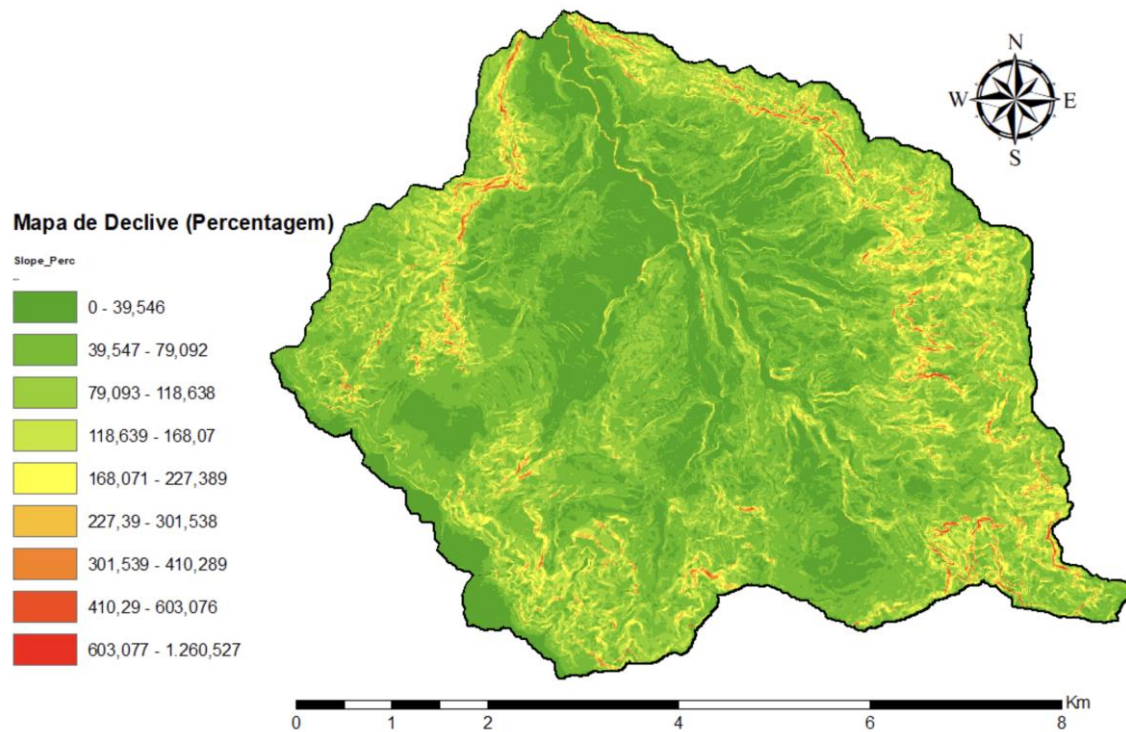 N
W E
S
Mapa de Declive (Percentagem)
Slope_Perc
0 - 39,546
39,547 - 79,092
79,093 - 118,638
118,639 - 168,07
168,071 - 227,389
227,39 - 301,538
301,539 - 410,289
410,29 - 603,076
603,077 - 1.260,527
Km
0 1 2 4 6 8